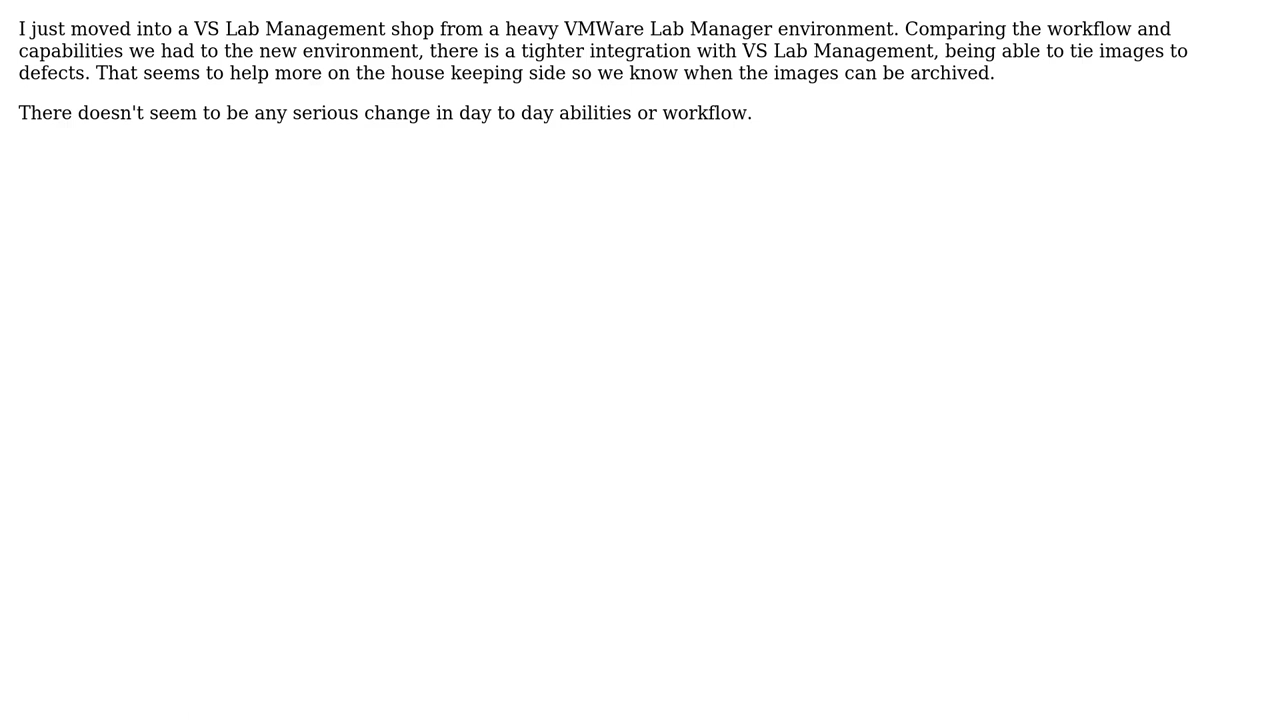 I just moved into a VS Lab Management shop from a heavy VMWare Lab Manager environment. Comparing the workflow and
capabilities we had to the new environment, there is a tighter integration with VS Lab Management, being able to tie images to
defects. That seems to help more on the house keeping side so we know when the images can be archived.
There doesn't seem to be any serious change in day to day abilities or workflow.